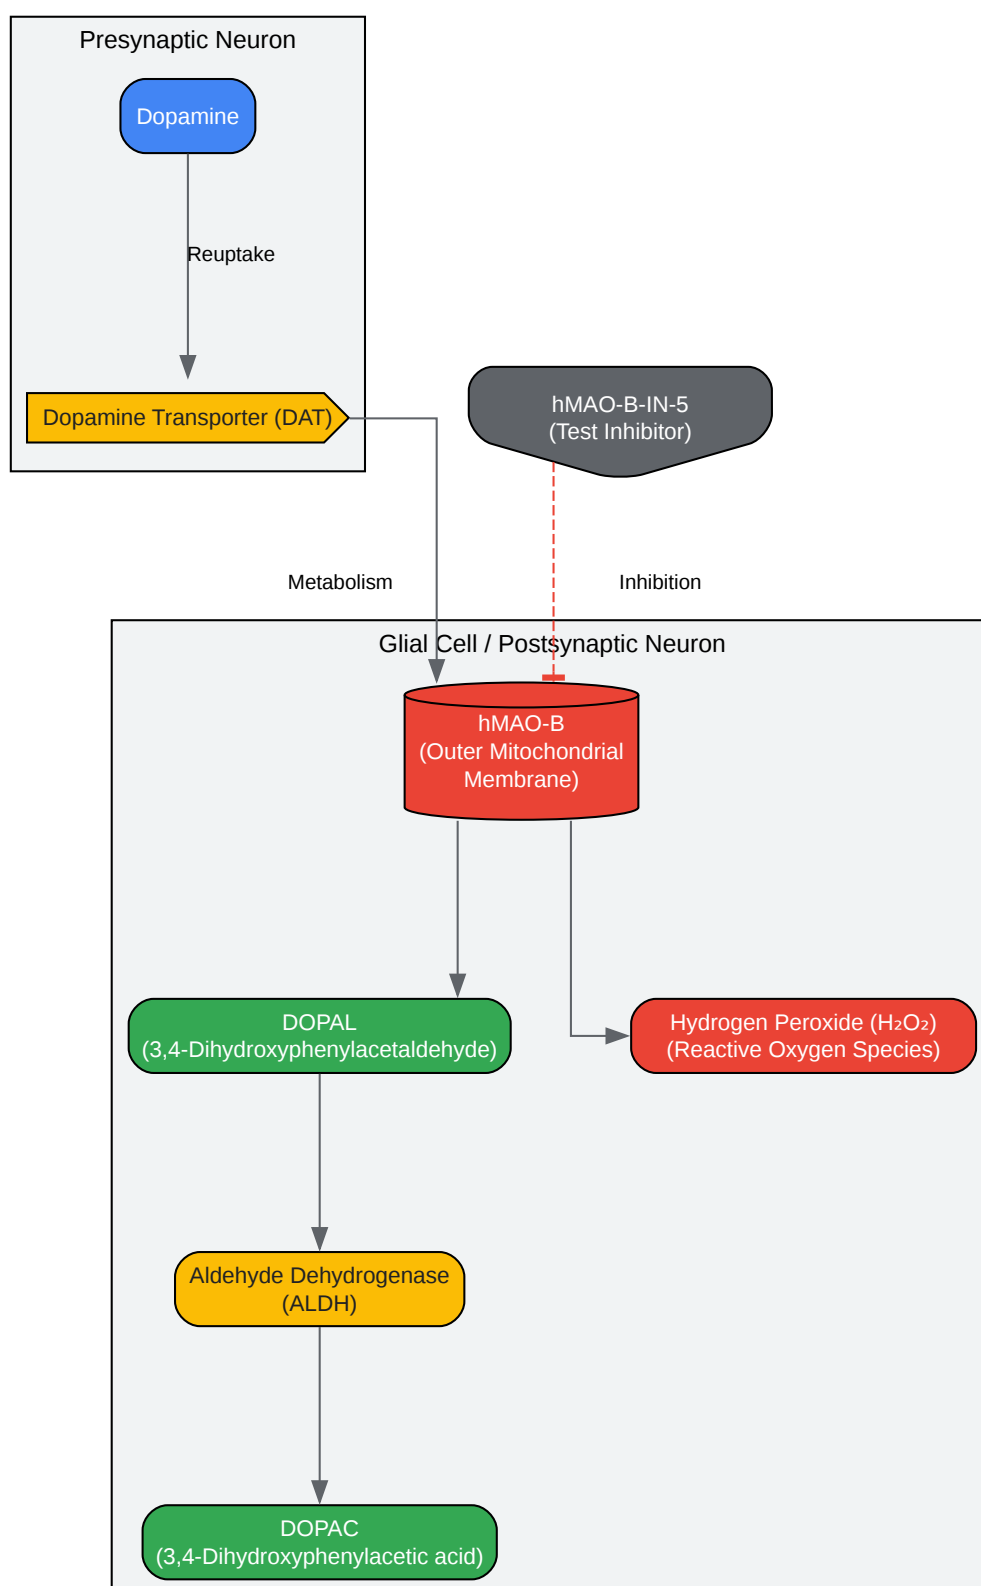 Presynaptic Neuron
Dopamine
Reuptake
Dopamine Transporter (DAT)
hMAO-B-IN-5
(Test Inhibitor)
Metabolism
Inhibition
Glial Cell / Postsynaptic Neuron
hMAO-B
(Outer Mitochondrial
Membrane)
DOPAL
(3,4-Dihydroxyphenylacetaldehyde)
Hydrogen Peroxide (H₂O₂)
(Reactive Oxygen Species)
Aldehyde Dehydrogenase
(ALDH)
DOPAC
(3,4-Dihydroxyphenylacetic acid)